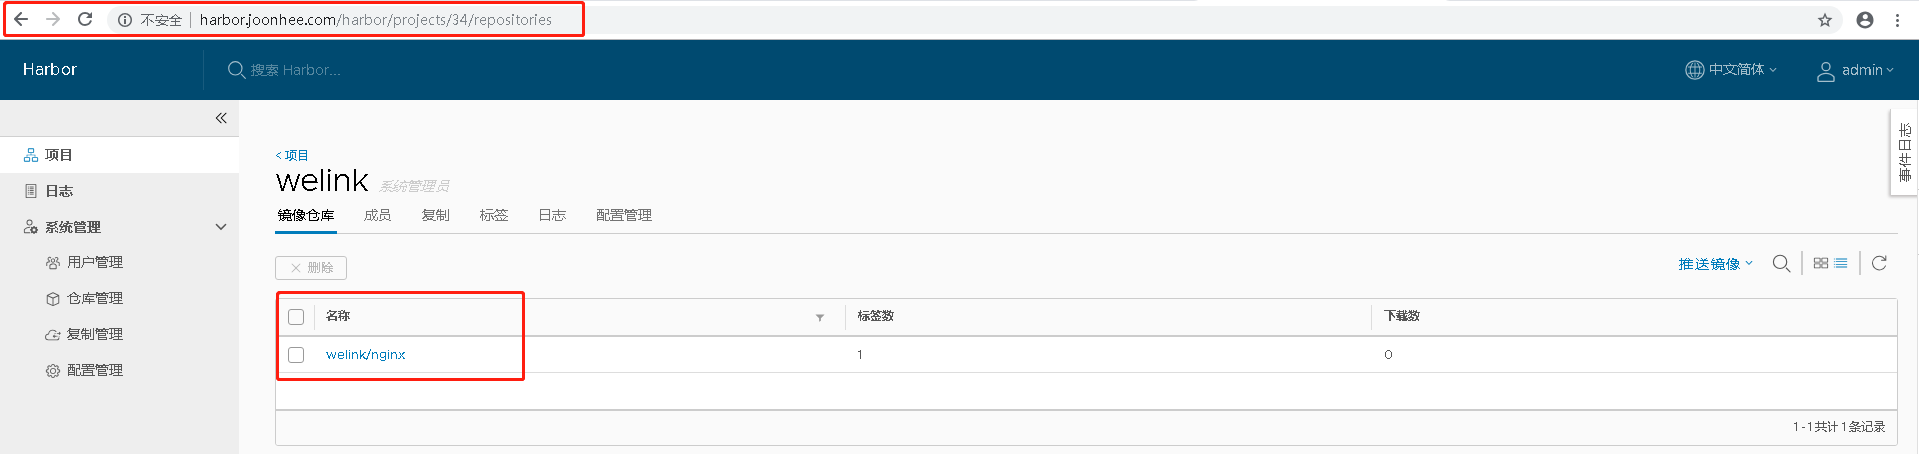 不安全 harbor.joonhee.com/harbor/projects/34/repositories
Harbor 搜索 Harbor... 中文简体 admin
项目
日志
系统管理
用户管理
仓库管理
复制管理
配置管理
事件日志
< 项目
welink 系统管理员
镜像仓库 成员 复制 标签 日志 配置管理
删除 推送镜像
名称 标签数 下载数
welink/nginx 1 0
1 - 1 共计 1 条记录